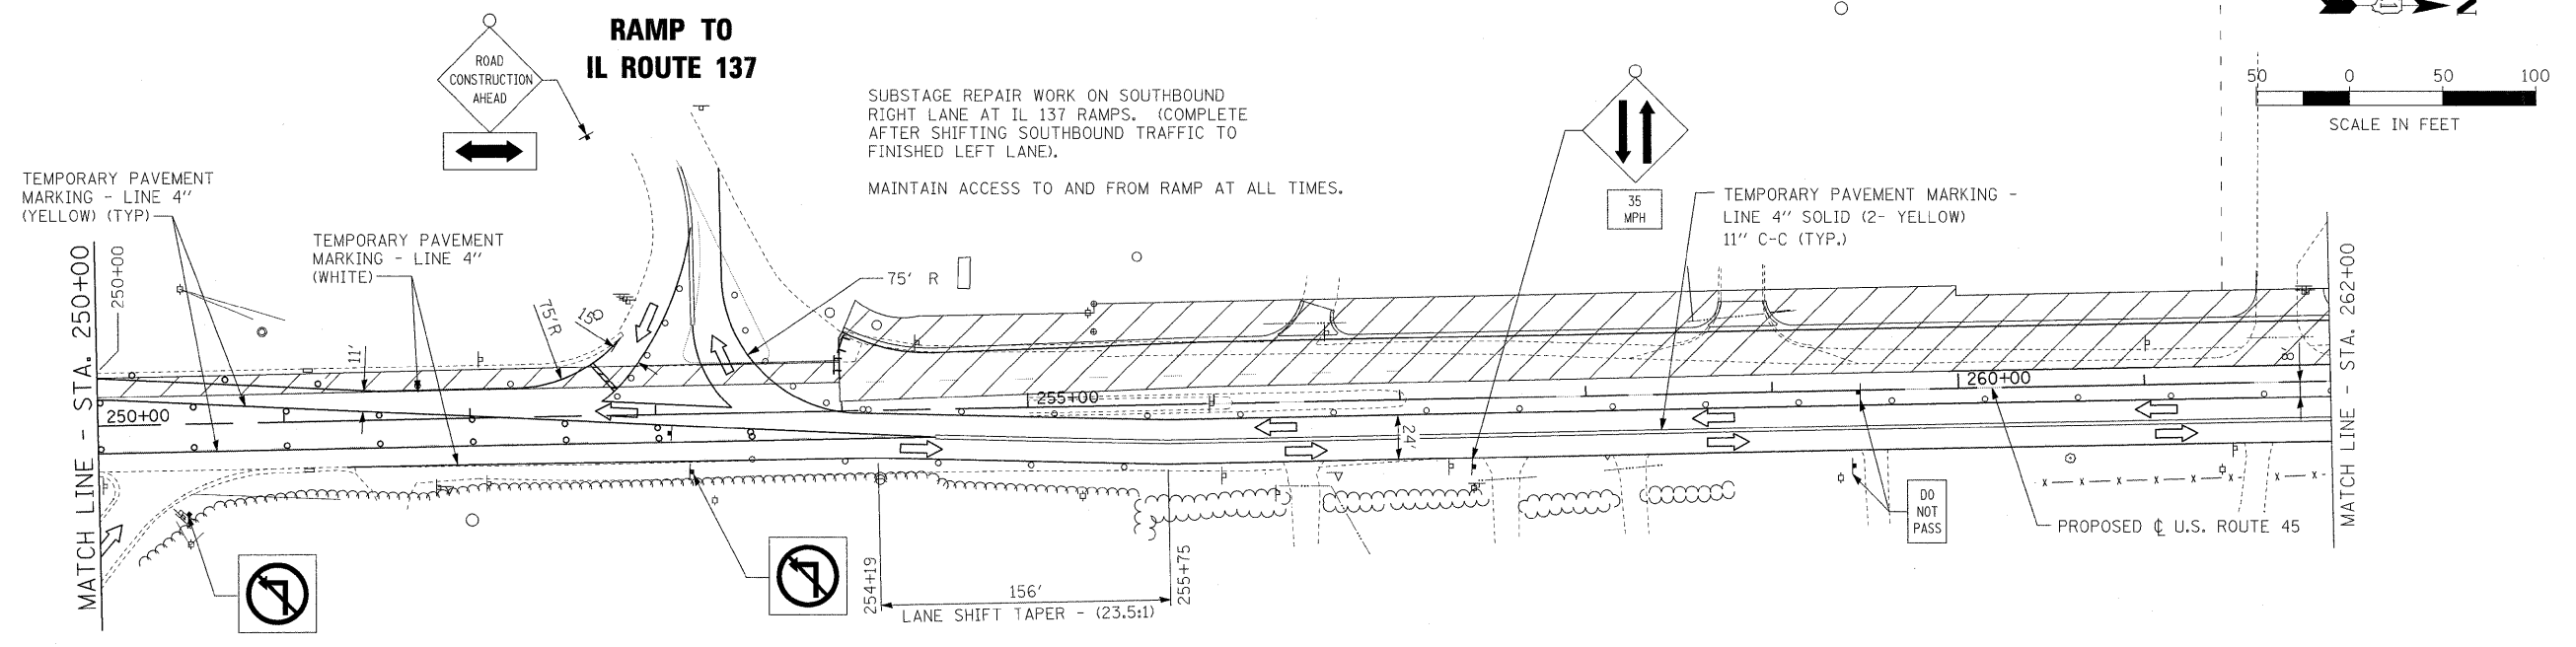 RAMP TO
IL ROUTE 137
ROAD
CONSTRUCTION
AHEAD
SUBSTAGE REPAIR WORK ON SOUTHBOUND
RIGHT LANE AT IL 137 RAMPS. (COMPLETE
AFTER SHIFTING SOUTHBOUND TRAFFIC TO
FINISHED LEFT LANE).
MAINTAIN ACCESS TO AND FROM RAMP AT ALL TIMES.
35
MPH
50 0 50 100
SCALE IN FEET
TEMPORARY PAVEMENT
MARKING - LINE 4"
(YELLOW) (TYP)
TEMPORARY PAVEMENT
MARKING - LINE 4"
(WHITE)
TEMPORARY PAVEMENT MARKING -
LINE 4" SOLID (2- YELLOW)
11" C-C (TYP.)
MATCH LINE - STA. 250+00
250+00
250+00
11'
75'R
15'
75' R
255+00
24'
260+00
MATCH LINE - STA. 262+00
DO
NOT
PASS
PROPOSED ℄ U.S. ROUTE 45
254+19
156'
255+75
LANE SHIFT TAPER - (23.5:1)